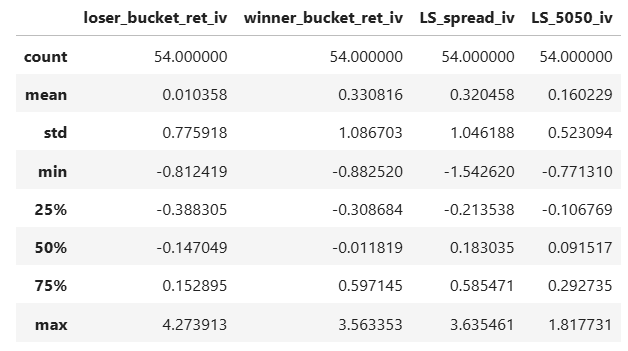 loser_bucket_ret_iv winner_bucket_ret_iv LS_spread_iv LS_5050_iv
count 54.000000 54.000000 54.000000 54.000000
mean 0.010358 0.330816 0.320458 0.160229
std 0.775918 1.086703 1.046188 0.523094
min -0.812419 -0.882520 -1.542620 -0.771310
25% -0.388305 -0.308684 -0.213538 -0.106769
50% -0.147049 -0.011819 0.183035 0.091517
75% 0.152895 0.597145 0.585471 0.292735
max 4.273913 3.563353 3.635461 1.817731